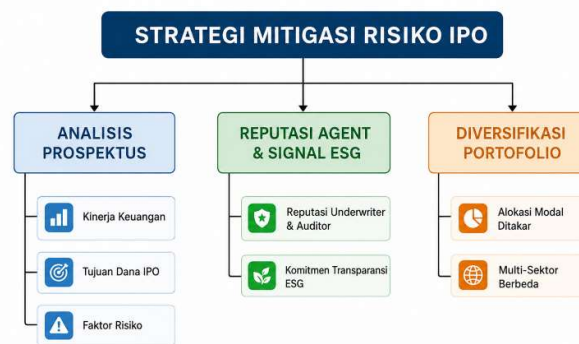 STRATEGI MITIGASI RISIKO IPO
ANALISIS
PROSPEKTUS
Kinerja Keuangan
Tujuan Dana IPO
Faktor Risiko
REPUTASI AGENT
& SIGNAL ESG
Reputasi Underwriter
& Auditor
Komitmen Transparansi
ESG
DIVERSIFIKASI
PORTOFOLIO
Alokasi Modal
Ditakar
Multi-Sektor
Berbeda